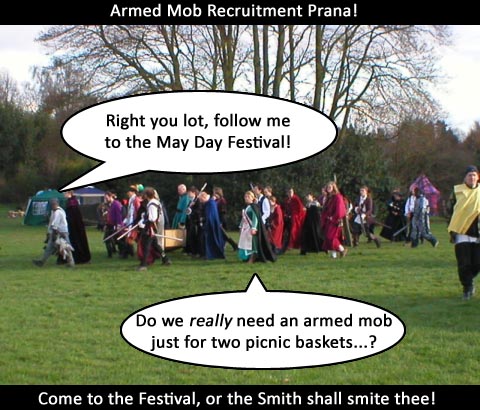 Armed Mob Recruitment Prana!
Right you lot, follow me
to the May Day Festival!
Do we really need an armed mob
just for two picnic baskets...?
Come to the Festival, or the Smith shall smite thee!